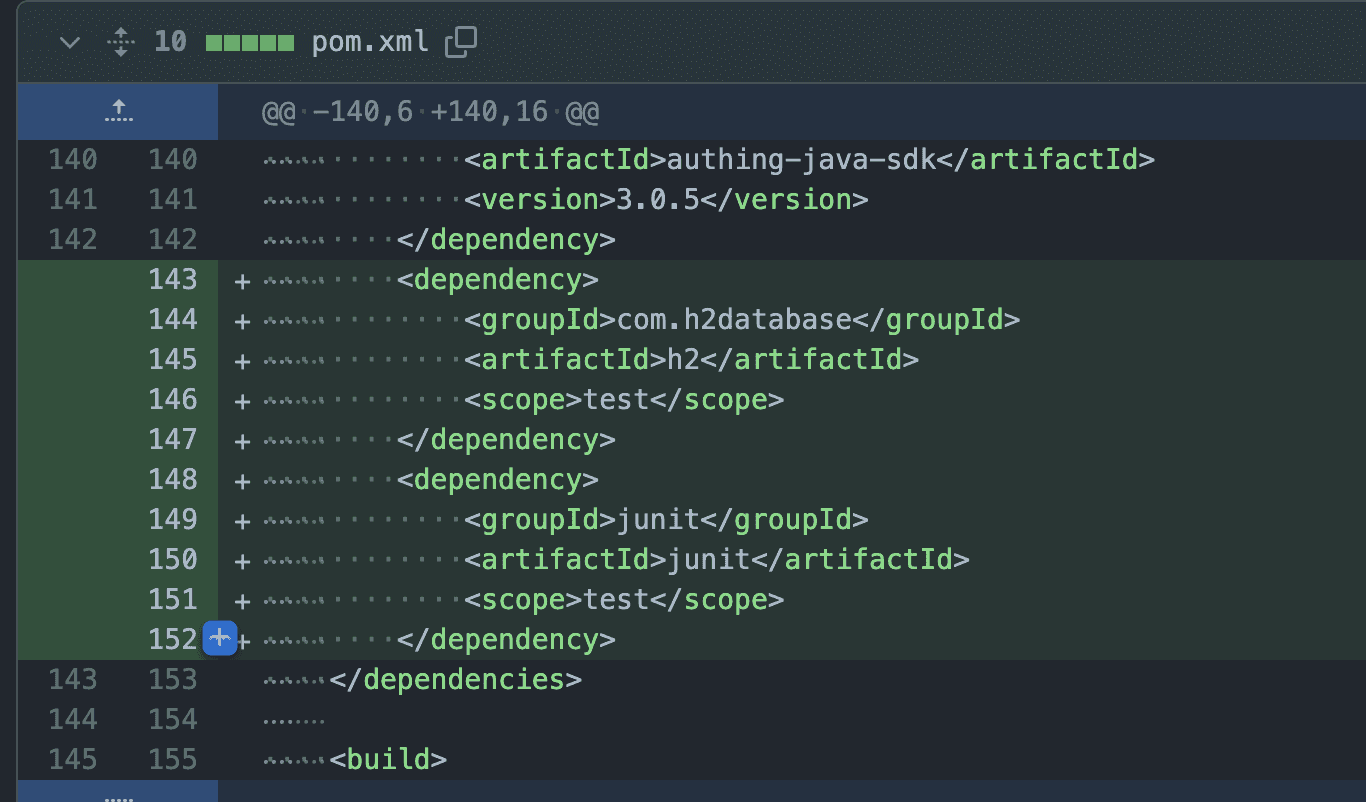 10 pom.xml
@@ -140,6 +140,16 @@
140 140 <artifactId>authing-java-sdk</artifactId>
141 141 <version>3.0.5</version>
142 142 </dependency>
143 + <dependency>
144 + <groupId>com.h2database</groupId>
145 + <artifactId>h2</artifactId>
146 + <scope>test</scope>
147 + </dependency>
148 + <dependency>
149 + <groupId>junit</groupId>
150 + <artifactId>junit</artifactId>
151 + <scope>test</scope>
152 + </dependency>
143 153 </dependencies>
144 154
145 155 <build>